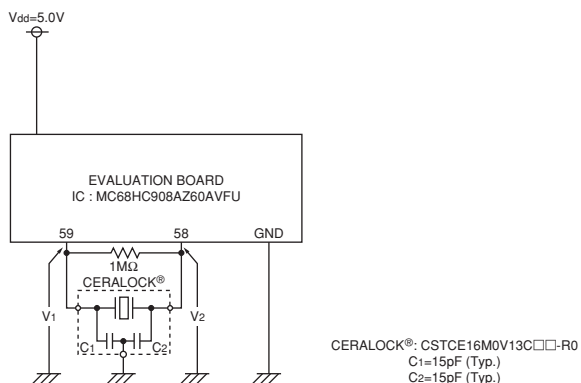 Vdd=5.0V
EVALUATION BOARD
IC : MC68HC908AZ60AVFU
59
58
GND
1MΩ
CERALOCK®
V1
V2
C1
C2
CERALOCK®: CSTCE16M0V13C□□-R0
C1=15pF (Typ.)
C2=15pF (Typ.)